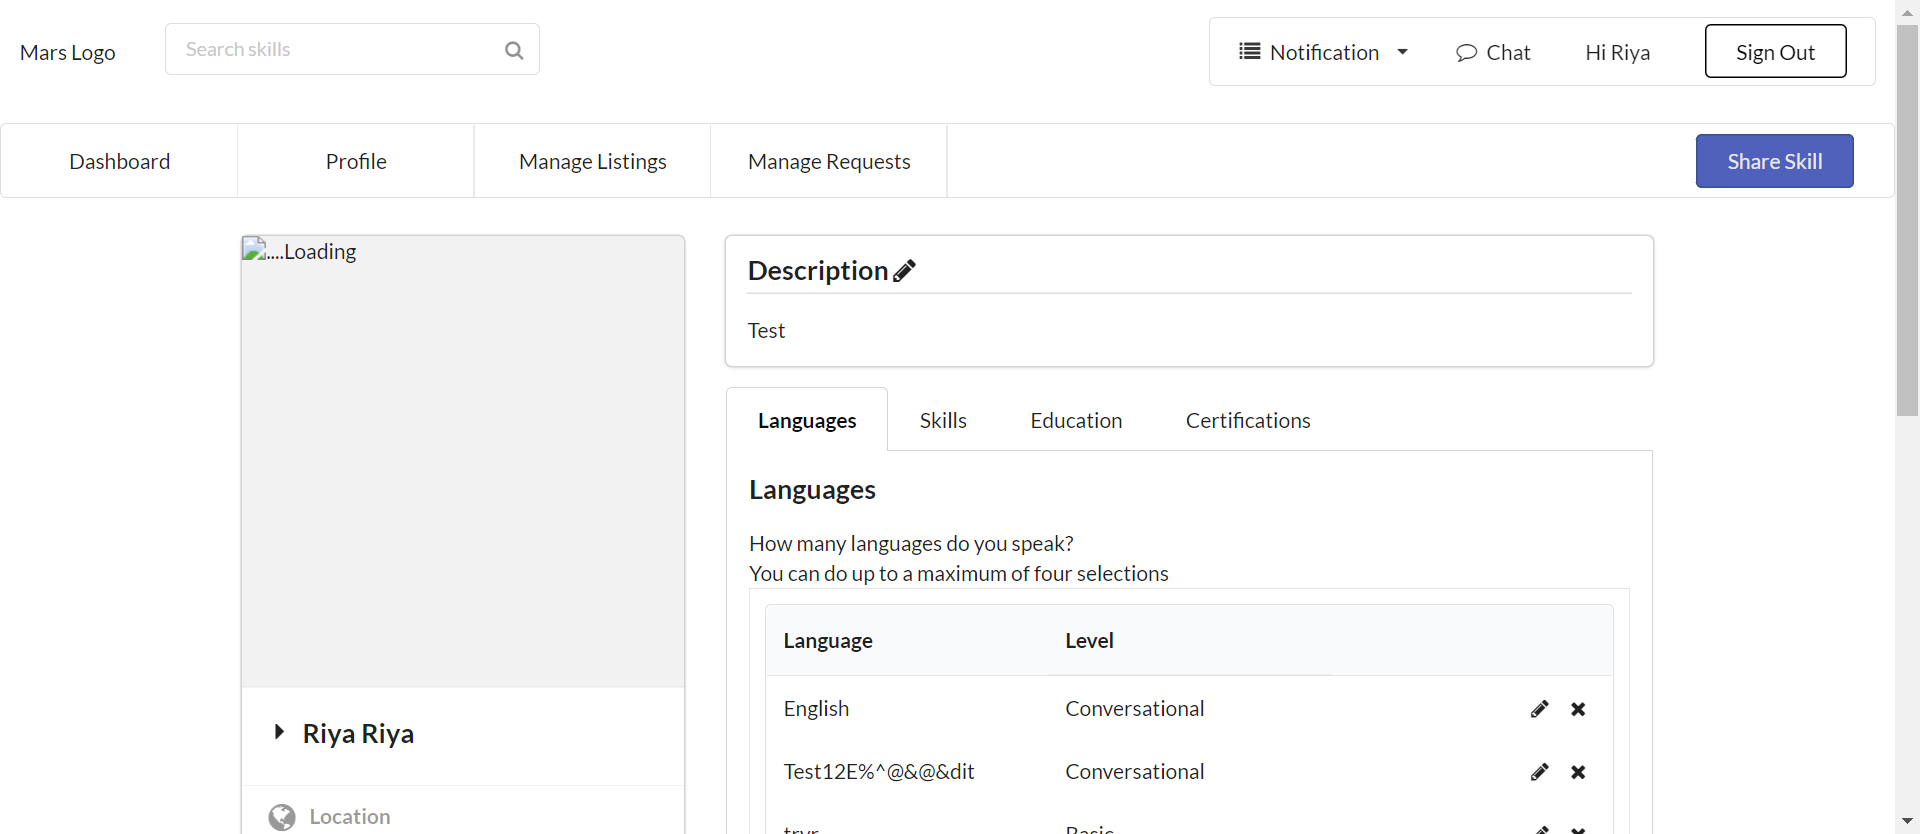 Mars Logo
Search skills
Notification
Chat
Hi Riya
Sign Out
Dashboard
Profile
Manage Listings
Manage Requests
Share Skill
....Loading
Riya Riya
Location
Description
Test
Languages
Skills
Education
Certifications
Languages
How many languages do you speak?
You can do up to a maximum of four selections
Language Level
English Conversational
Test12E%^@&@&dit Conversational
Basic